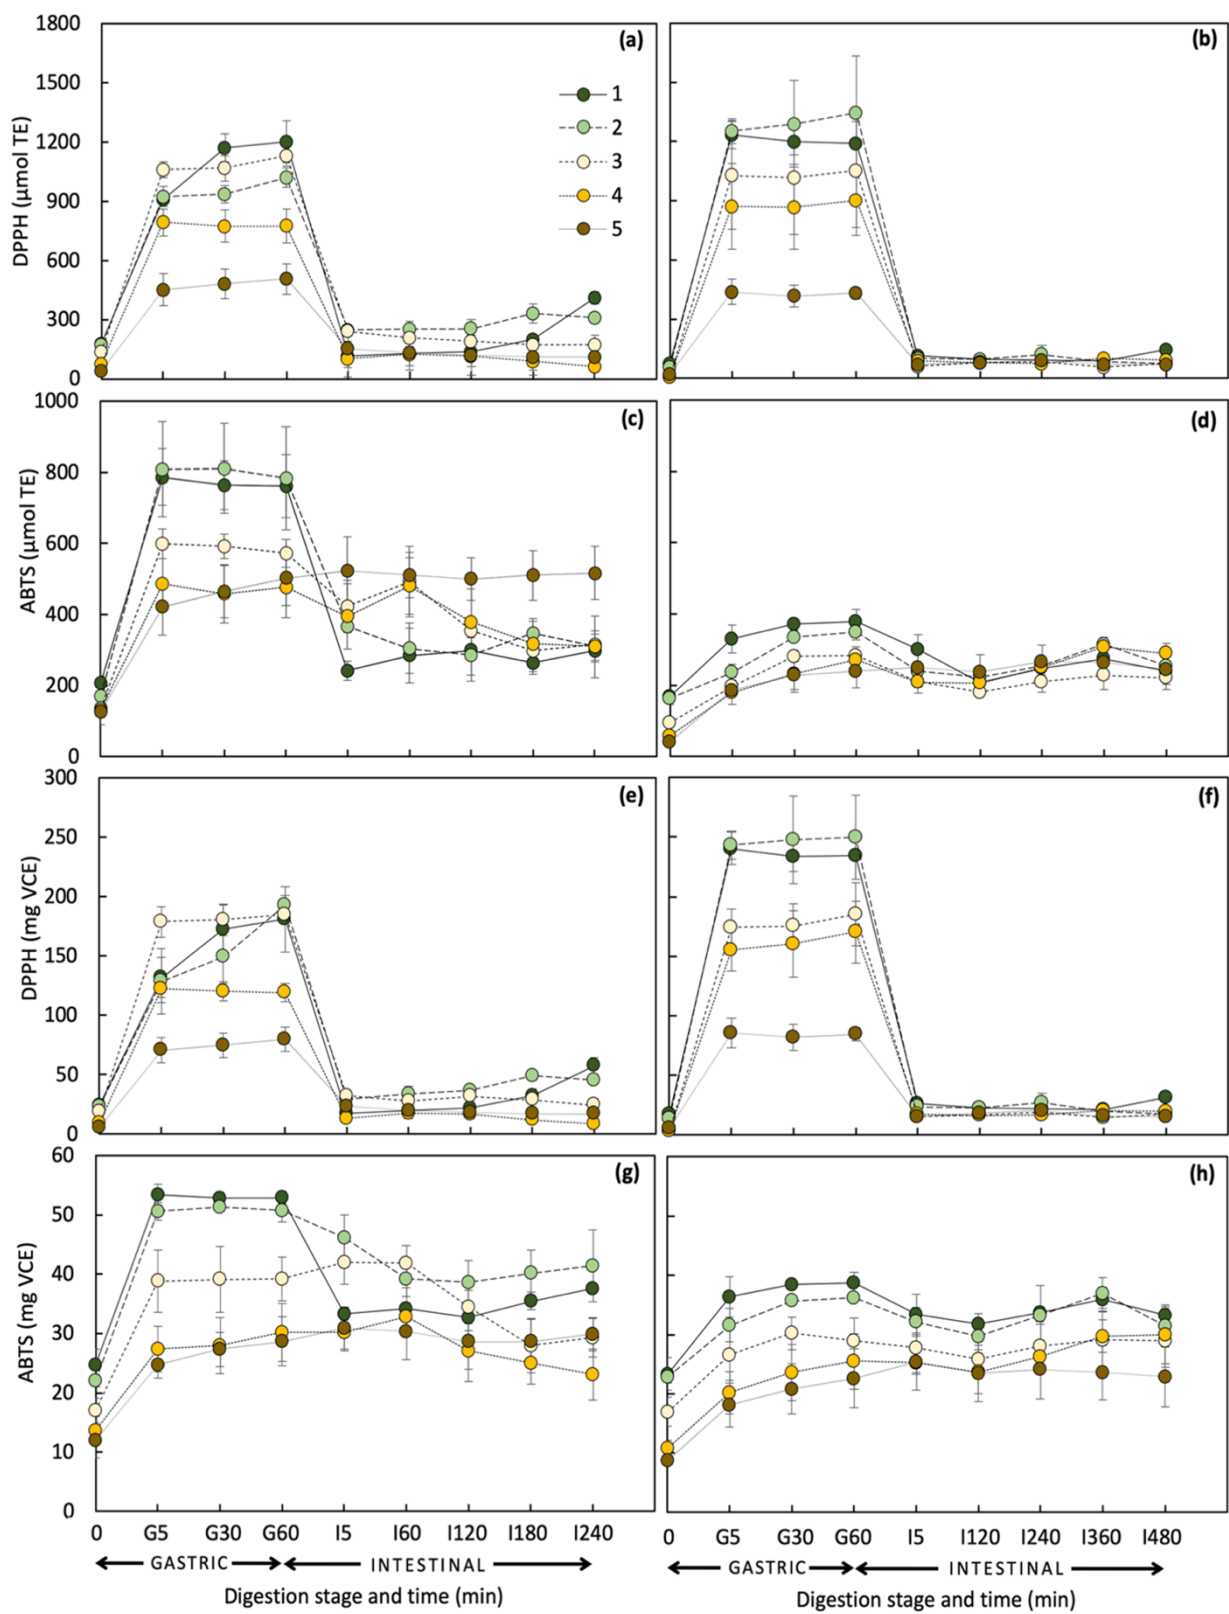 (a)
1800
1500
1200
900
600
300
0
DPPH (µmol TE)
1
2
3
4
5
(b)
(c)
1000
800
600
400
200
0
ABTS (µmol TE)
(d)
(e)
300
250
200
150
100
50
0
DPPH (mg VCE)
(f)
(g)
60
50
40
30
20
10
0
ABTS (mg VCE)
(h)
0 G5 G30 G60 I5 I60 I120 I180 I240
GASTRIC INTESTINAL
Digestion stage and time (min)
0 G5 G30 G60 I5 I120 I240 I360 I480
GASTRIC INTESTINAL
Digestion stage and time (min)